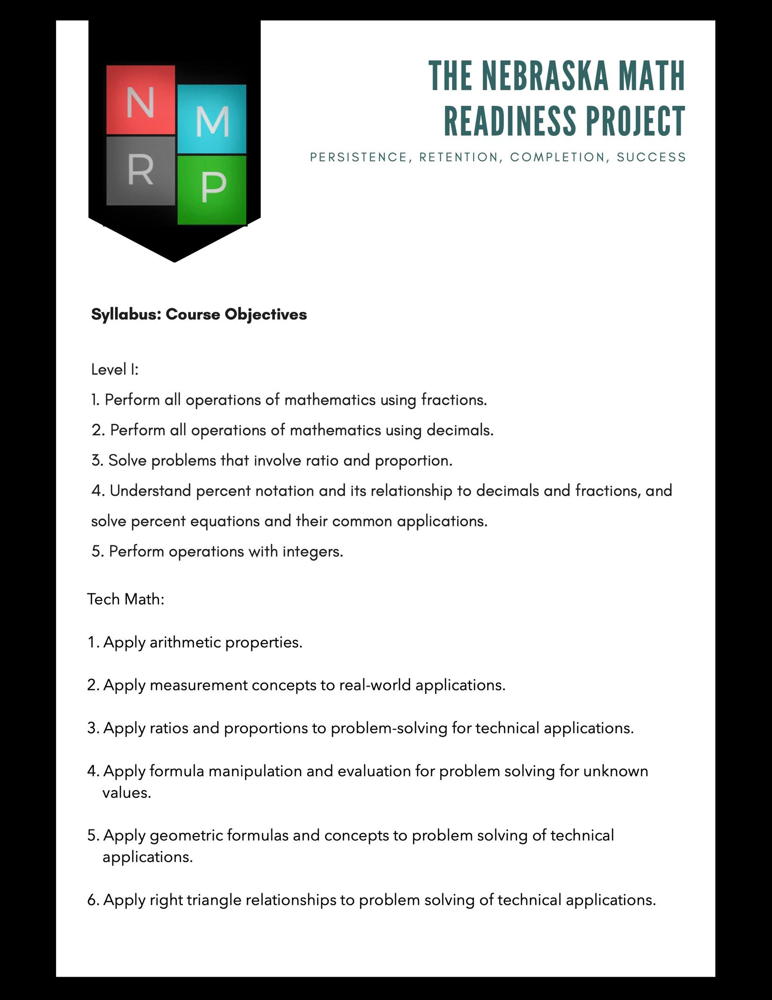 N
M
R
P
THE NEBRASKA MATH
READINESS PROJECT
PERSISTENCE, RETENTION, COMPLETION, SUCCESS
Syllabus: Course Objectives
Level I:
1. Perform all operations of mathematics using fractions.
2. Perform all operations of mathematics using decimals.
3. Solve problems that involve ratio and proportion.
4. Understand percent notation and its relationship to decimals and fractions, and
solve percent equations and their common applications.
5. Perform operations with integers.
Tech Math:
1. Apply arithmetic properties.
2. Apply measurement concepts to real-world applications.
3. Apply ratios and proportions to problem-solving for technical applications.
4. Apply formula manipulation and evaluation for problem solving for unknown
values.
5. Apply geometric formulas and concepts to problem solving of technical
applications.
6. Apply right triangle relationships to problem solving of technical applications.